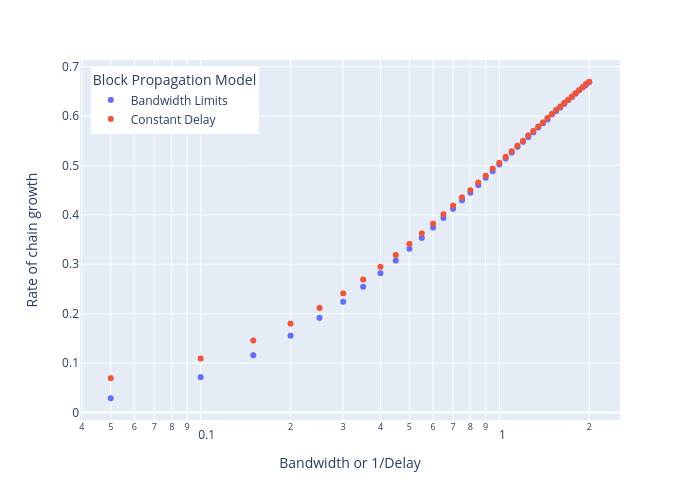 Block Propagation Model
Bandwidth Limits
Constant Delay
Rate of chain growth
0.7
0.6
0.5
0.4
0.3
0.2
0.1
0
4 5 6 7 8 9 0.1 2 3 4 5 6 7 8 9 1 2
Bandwidth or 1/Delay